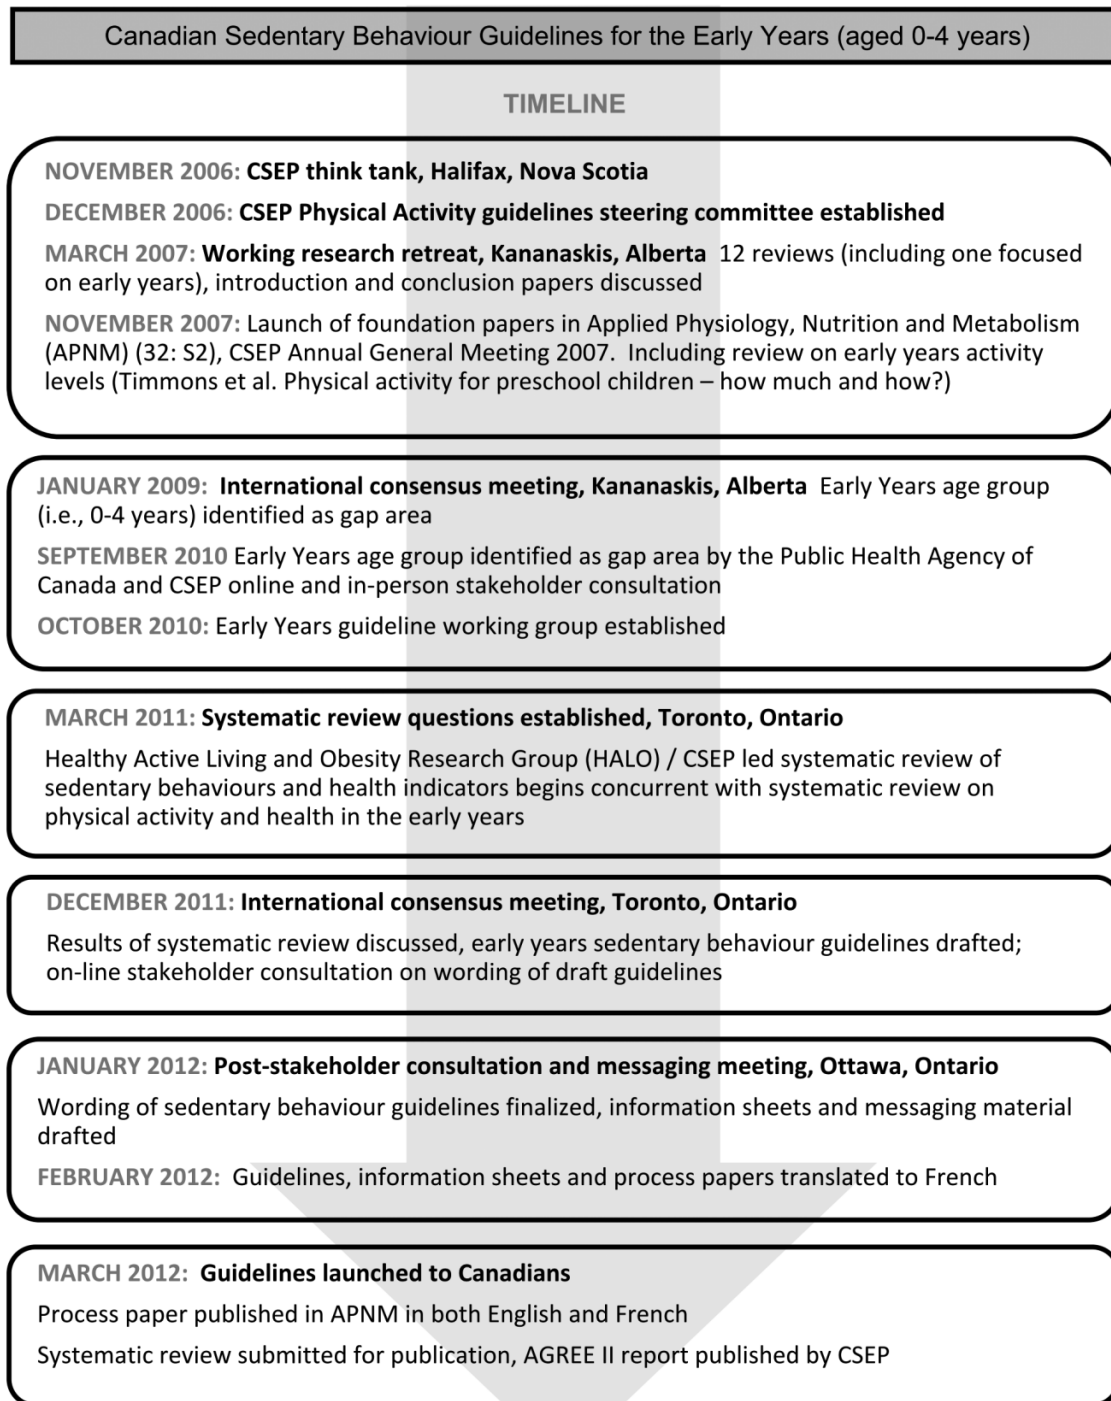 Canadian Sedentary Behaviour Guidelines for the Early Years (aged 0-4 years)
TIMELINE
NOVEMBER 2006: CSEP think tank, Halifax, Nova Scotia
DECEMBER 2006: CSEP Physical Activity guidelines steering committee established
MARCH 2007: Working research retreat, Kananaskis, Alberta 12 reviews (including one focused
on early years), introduction and conclusion papers discussed
NOVEMBER 2007: Launch of foundation papers in Applied Physiology, Nutrition and Metabolism
(APNM) (32: S2), CSEP Annual General Meeting 2007. Including review on early years activity
levels (Timmons et al. Physical activity for preschool children – how much and how?)
JANUARY 2009: International consensus meeting, Kananaskis, Alberta Early Years age group
(i.e., 0-4 years) identified as gap area
SEPTEMBER 2010 Early Years age group identified as gap area by the Public Health Agency of
Canada and CSEP online and in-person stakeholder consultation
OCTOBER 2010: Early Years guideline working group established
MARCH 2011: Systematic review questions established, Toronto, Ontario
Healthy Active Living and Obesity Research Group (HALO) / CSEP led systematic review of
sedentary behaviours and health indicators begins concurrent with systematic review on
physical activity and health in the early years
DECEMBER 2011: International consensus meeting, Toronto, Ontario
Results of systematic review discussed, early years sedentary behaviour guidelines drafted;
on-line stakeholder consultation on wording of draft guidelines
JANUARY 2012: Post-stakeholder consultation and messaging meeting, Ottawa, Ontario
Wording of sedentary behaviour guidelines finalized, information sheets and messaging material
drafted
FEBRUARY 2012: Guidelines, information sheets and process papers translated to French
MARCH 2012: Guidelines launched to Canadians
Process paper published in APNM in both English and French
Systematic review submitted for publication, AGREE II report published by CSEP